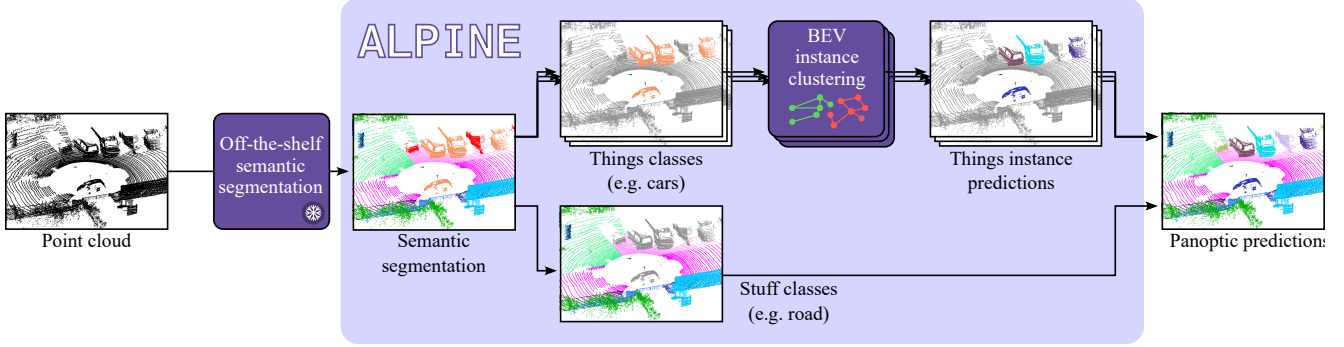 ALPINE
Point cloud
Off-the-shelf
semantic
segmentation
Semantic
segmentation
Things classes
(e.g. cars)
BEV
instance
clustering
Things instance
predictions
Stuff classes
(e.g. road)
Panoptic predictions